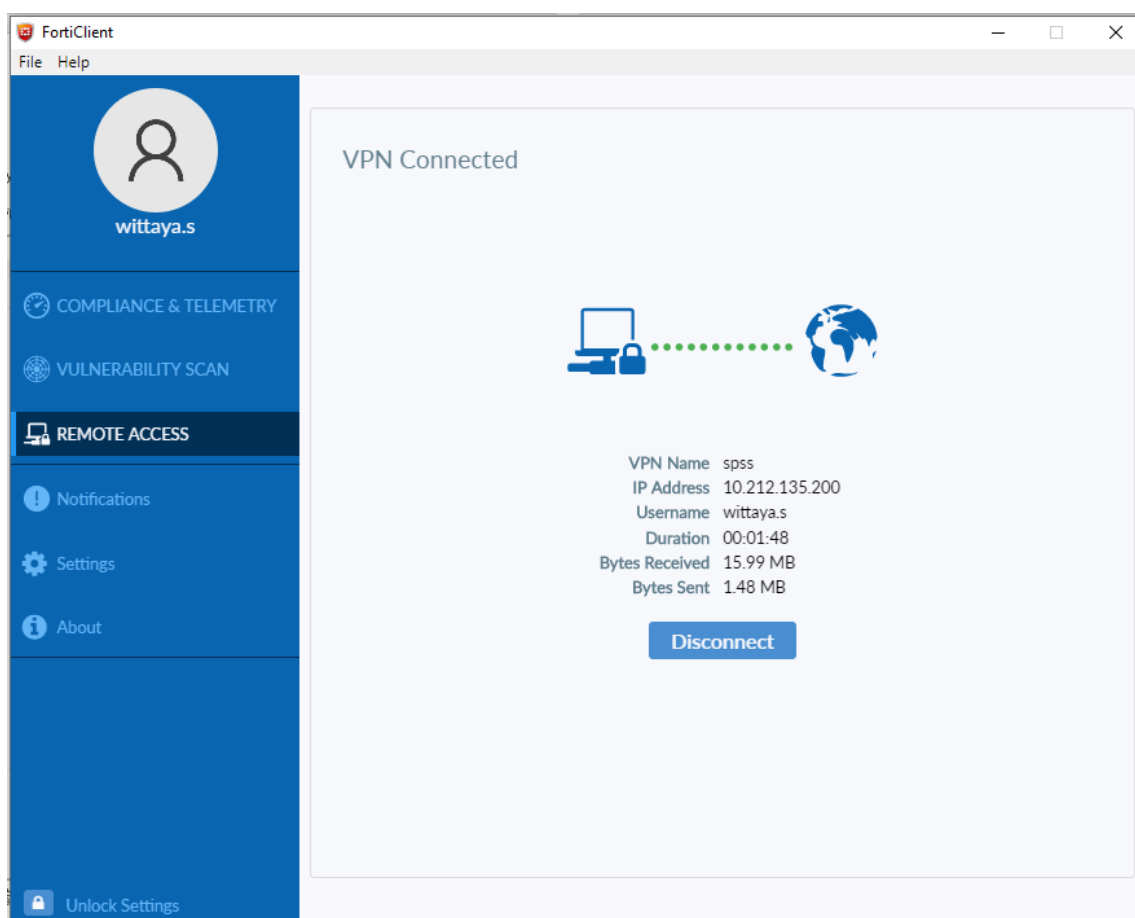 FortiClient
File Help
wittaya.s
COMPLIANCE & TELEMETRY
VULNERABILITY SCAN
REMOTE ACCESS
Notifications
Settings
About
Unlock Settings
VPN Connected
VPN Name spss
IP Address 10.212.135.200
Username wittaya.s
Duration 00:01:48
Bytes Received 15.99 MB
Bytes Sent 1.48 MB
Disconnect